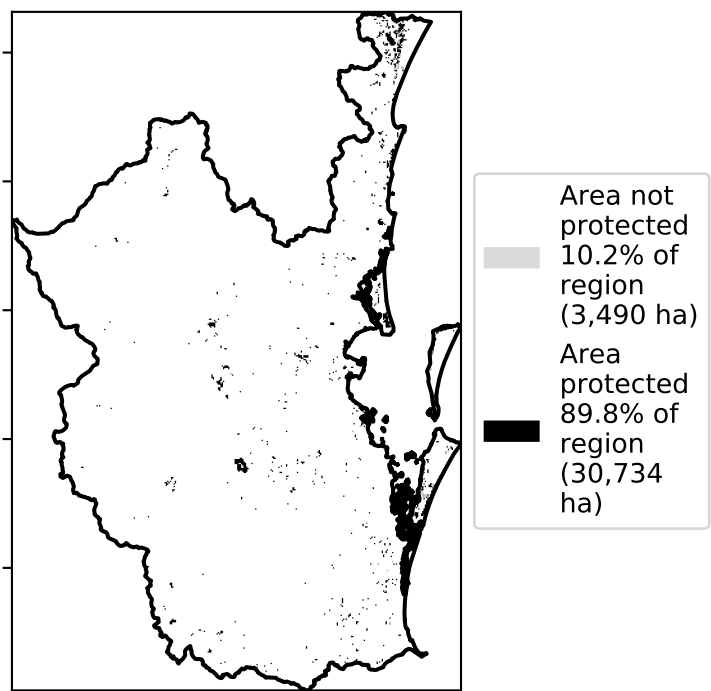 Area not
protected
10.2% of
region
(3,490 ha)
Area
protected
89.8% of
region
(30,734
ha)